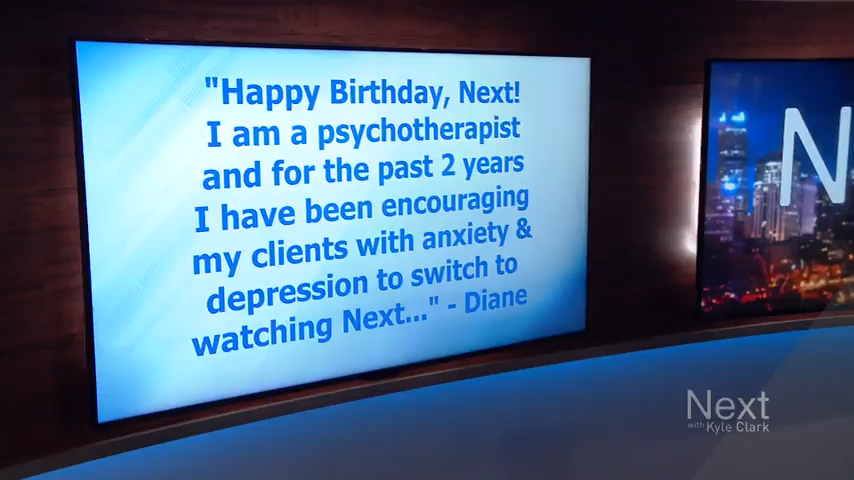 "Happy Birthday, Next!
I am a psychotherapist
and for the past 2 years
I have been encouraging
my clients with anxiety &
depression to switch to
watching Next..." - Diane
N
Next
with Kyle Clark